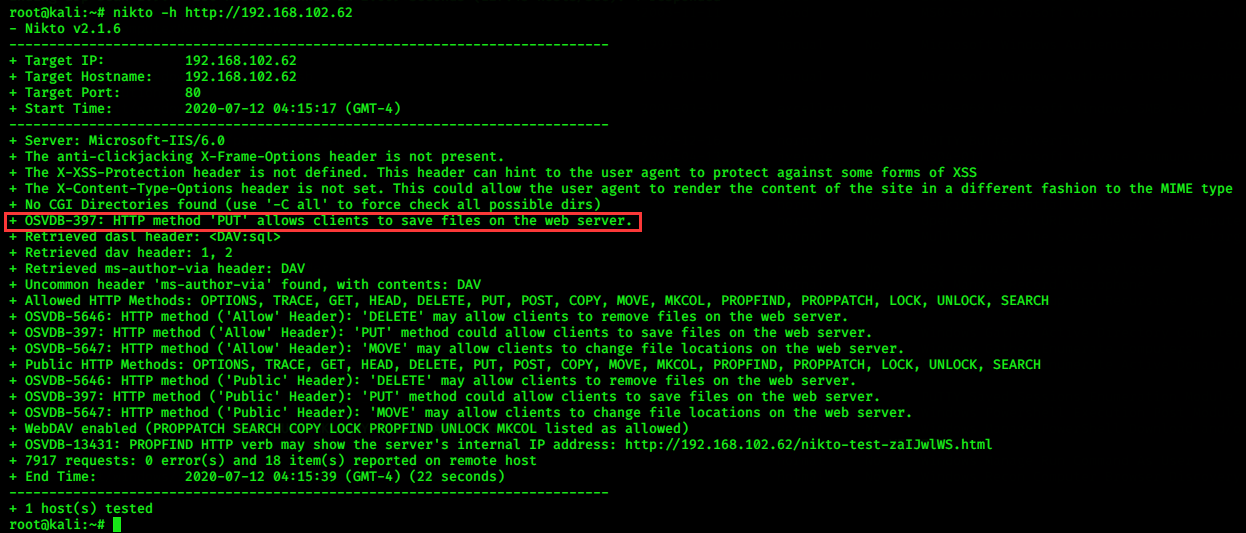 root@kali:~# nikto -h http://192.168.102.62
- Nikto v2.1.6
---------------------------------------------------------------------------
+ Target IP:          192.168.102.62
+ Target Hostname:    192.168.102.62
+ Target Port:        80
+ Start Time:         2020-07-12 04:15:17 (GMT-4)
---------------------------------------------------------------------------
+ Server: Microsoft-IIS/6.0
+ The anti-clickjacking X-Frame-Options header is not present.
+ The X-XSS-Protection header is not defined. This header can hint to the user agent to protect against some forms of XSS
+ The X-Content-Type-Options header is not set. This could allow the user agent to render the content of the site in a different fashion to the MIME type
+ No CGI Directories found (use '-C all' to force check all possible dirs)
+ OSVDB-397: HTTP method 'PUT' allows clients to save files on the web server.
+ Retrieved dasl header: <DAV:sql>
+ Retrieved dav header: 1, 2
+ Retrieved ms-author-via header: DAV
+ Uncommon header 'ms-author-via' found, with contents: DAV
+ Allowed HTTP Methods: OPTIONS, TRACE, GET, HEAD, DELETE, PUT, POST, COPY, MOVE, MKCOL, PROPFIND, PROPPATCH, LOCK, UNLOCK, SEARCH
+ OSVDB-5646: HTTP method ('Allow' Header): 'DELETE' may allow clients to remove files on the web server.
+ OSVDB-397: HTTP method ('Allow' Header): 'PUT' method could allow clients to save files on the web server.
+ OSVDB-5647: HTTP method ('Allow' Header): 'MOVE' may allow clients to change file locations on the web server.
+ Public HTTP Methods: OPTIONS, TRACE, GET, HEAD, DELETE, PUT, POST, COPY, MOVE, MKCOL, PROPFIND, PROPPATCH, LOCK, UNLOCK, SEARCH
+ OSVDB-5646: HTTP method ('Public' Header): 'DELETE' may allow clients to remove files on the web server.
+ OSVDB-397: HTTP method ('Public' Header): 'PUT' method could allow clients to save files on the web server.
+ OSVDB-5647: HTTP method ('Public' Header): 'MOVE' may allow clients to change file locations on the web server.
+ WebDAV enabled (PROPPATCH SEARCH COPY LOCK PROPFIND UNLOCK MKCOL listed as allowed)
+ OSVDB-13431: PROPFIND HTTP verb may show the server's internal IP address: http://192.168.102.62/nikto-test-zaIJwlWS.html
+ 7917 requests: 0 error(s) and 18 item(s) reported on remote host
+ End Time:           2020-07-12 04:15:39 (GMT-4) (22 seconds)
---------------------------------------------------------------------------
+ 1 host(s) tested
root@kali:~#